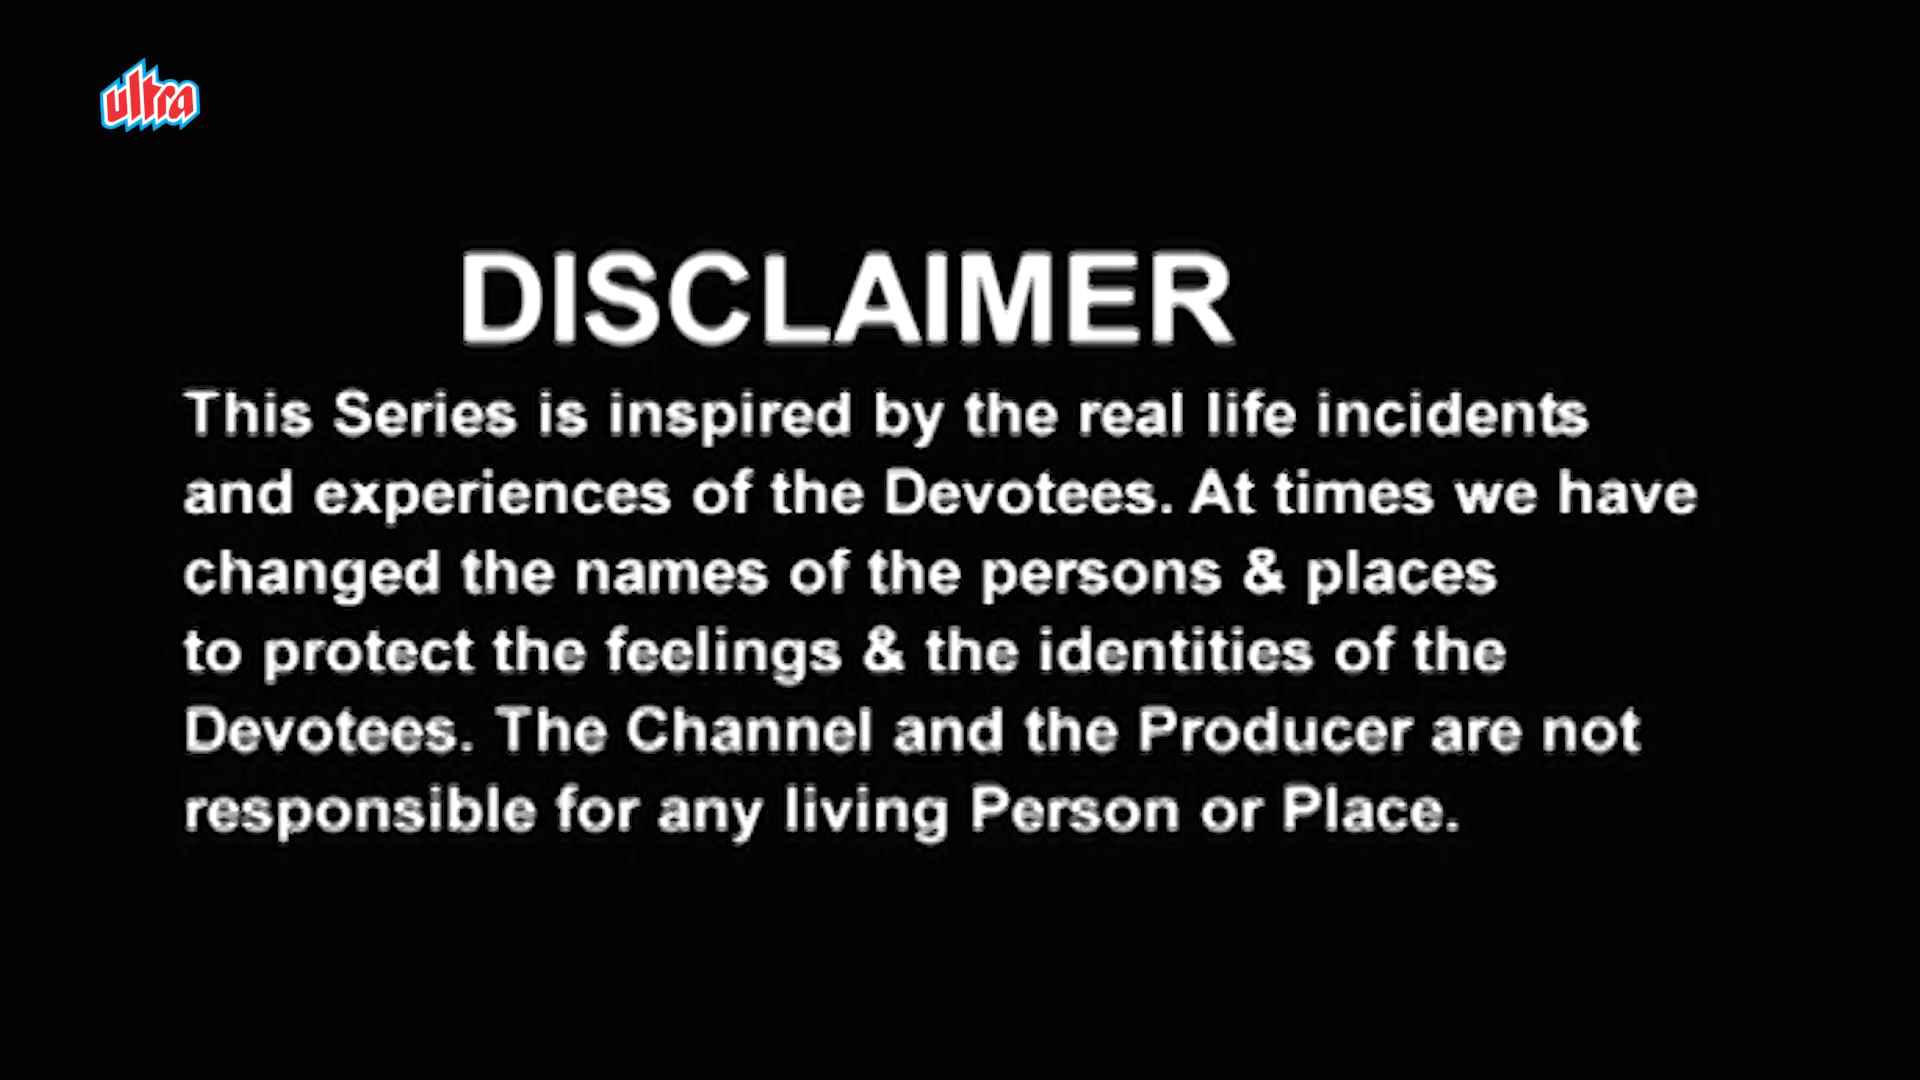 ultra
DISCLAIMER
This Series is inspired by the real life incidents
and experiences of the Devotees. At times we have
changed the names of the persons & places
to protect the feelings & the identities of the
Devotees. The Channel and the Producer are not
responsible for any living Person or Place.